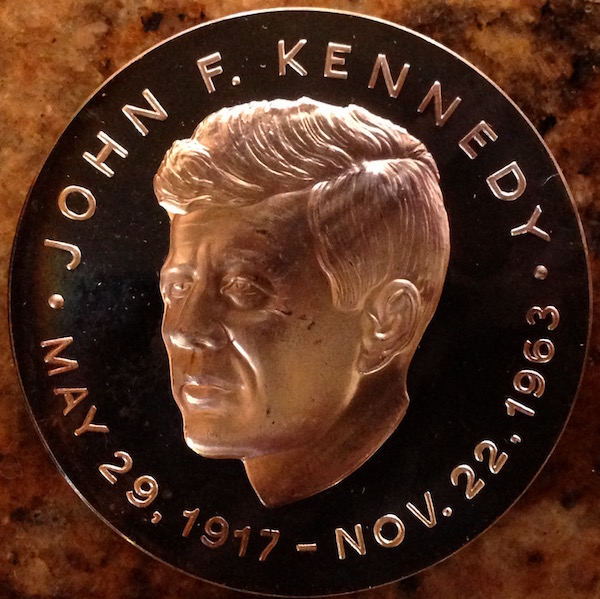 JOHN F. KENNEDY
• MAY 29, 1917 – NOV. 22, 1963 •